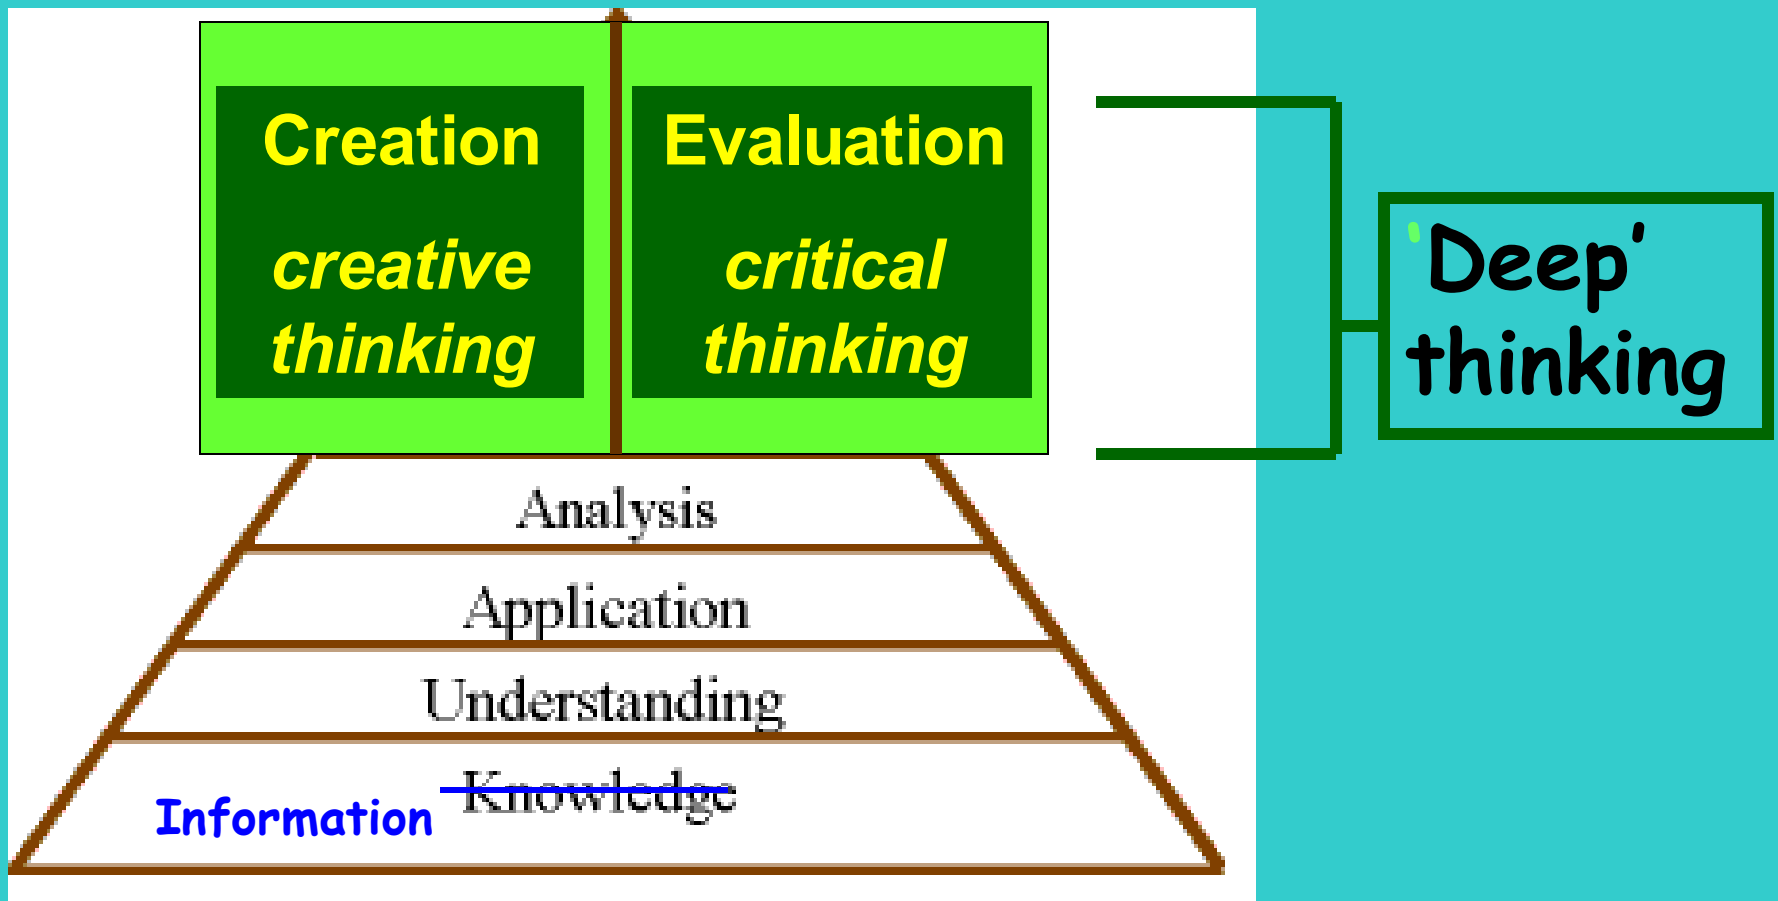 Creation
creative
thinking
Evaluation
critical
thinking
‘Deep’
thinking
Analysis
Application
Understanding
Information Knowledge